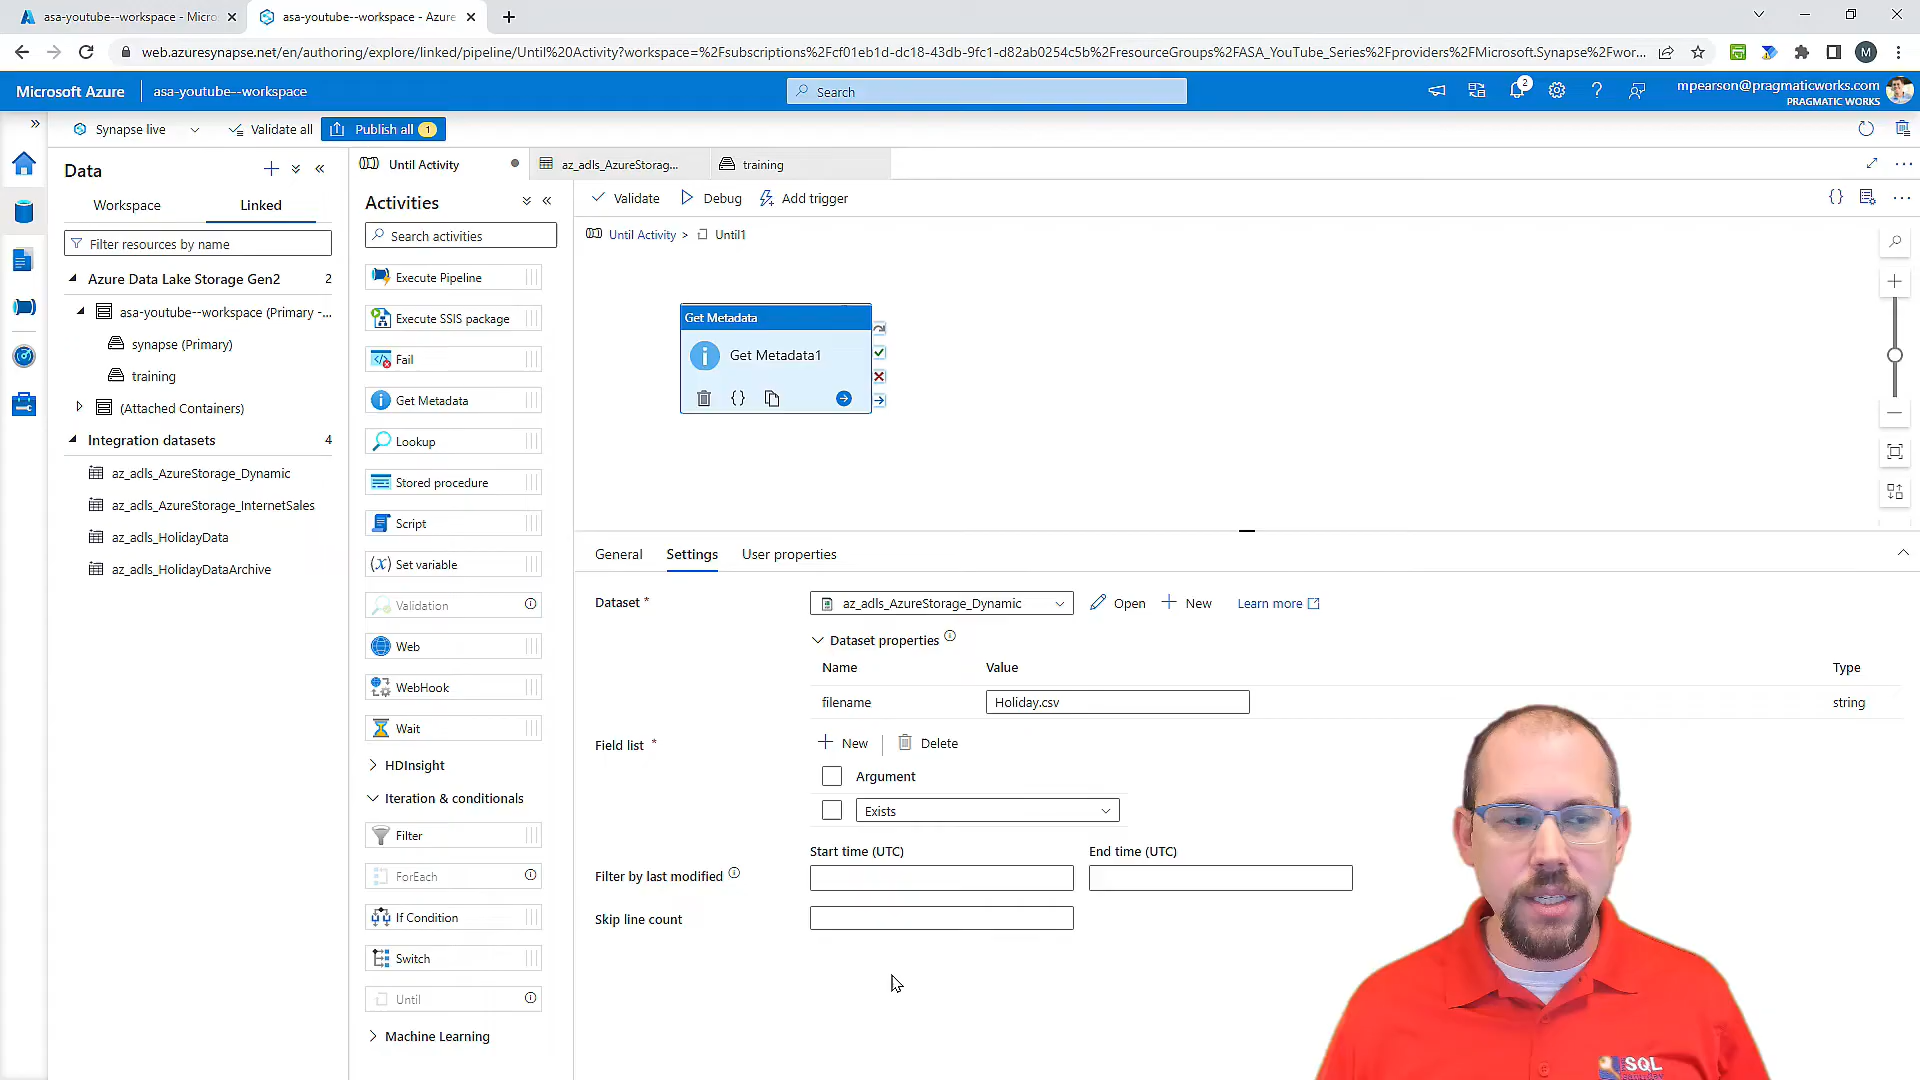 asa-youtube--workspace - Micro
asa-youtube--workspace - Azure
web.azuresynapse.net/en/authoring/explore/linked/pipeline/Until%20Activity?workspace=%2Fsubscriptions%2Fcf01eb1d-dc18-43db-9fc1-d82ab0254c5b%2FresourceGroups%2FASA_YouTube_Series%2Fproviders%2FMicrosoft.Synapse%2Fwor...
M
Microsoft Azure
asa-youtube--workspace
Search
2
mpearson@pragmaticworks.com
PRAGMATIC WORKS
Synapse live
Validate all
Publish all 1
Data
Workspace
Linked
Filter resources by name
Azure Data Lake Storage Gen2 2
asa-youtube--workspace (Primary -...
synapse (Primary)
training
(Attached Containers)
Integration datasets 4
az_adls_AzureStorage_Dynamic
az_adls_AzureStorage_InternetSales
az_adls_HolidayData
az_adls_HolidayDataArchive
Until Activity
az_adls_AzureStorag...
training
Activities
Search activities
Execute Pipeline
Execute SSIS package
Fail
Get Metadata
Lookup
Stored procedure
Script
(x) Set variable
Validation
Web
WebHook
Wait
HDInsight
Iteration & conditionals
Filter
ForEach
If Condition
Switch
Until
Machine Learning
Validate
Debug
Add trigger
Until Activity > Until1
Get Metadata
Get Metadata1
General
Settings
User properties
Dataset *
az_adls_AzureStorage_Dynamic
Open
New
Learn more
Dataset properties
Name
Value
Type
filename
Holiday.csv
string
Field list *
New
Delete
Argument
Exists
Start time (UTC)
End time (UTC)
Filter by last modified
Skip line count
SQL